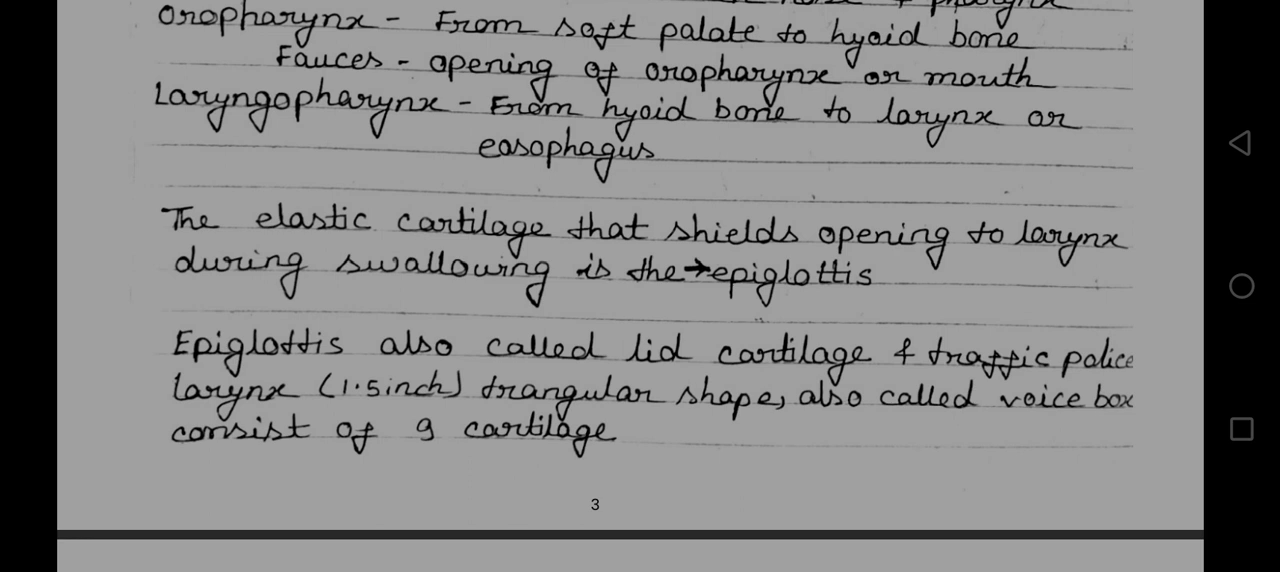 Oropharynx - From soft palate to hyoid bone
Fauces - opening of oropharynx or mouth
Laryngopharynx - From hyoid bone to larynx or
easophagus
The elastic cartilage that shields opening to larynx
during swallowing is the→epiglottis
Epiglottis also called lid cartilage & traffic police
larynx (1.5inch) trangular shape, also called voice box
consist of 9 cartilage
3